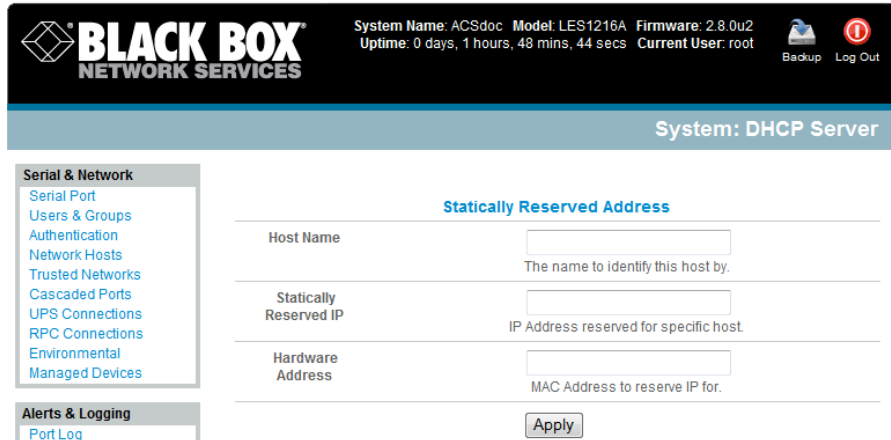 BLACK BOX®
NETWORK SERVICES
System Name: ACSdoc Model: LES1216A Firmware: 2.8.0u2
Uptime: 0 days, 1 hours, 48 mins, 44 secs Current User: root
Backup
Log Out
System: DHCP Server
Serial & Network
Serial Port
Users & Groups
Authentication
Network Hosts
Trusted Networks
Cascaded Ports
UPS Connections
RPC Connections
Environmental
Managed Devices
Alerts & Logging
Port Log
Statically Reserved Address
Host Name
The name to identify this host by.
Statically
Reserved IP
IP Address reserved for specific host.
Hardware
Address
MAC Address to reserve IP for.
Apply